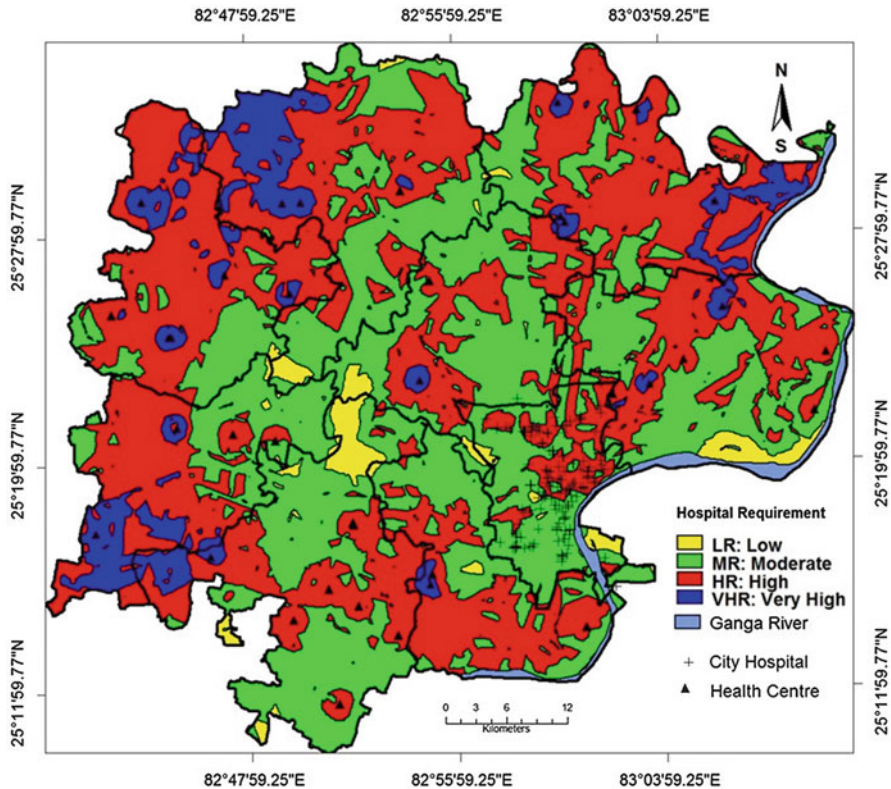 82°47'59.25"E 82°55'59.25"E 83°03'59.25"E
N
S
25°27'59.77"N 25°27'59.77"N
25°19'59.77"N 25°19'59.77"N
Hospital Requirement
LR: Low
MR: Moderate
HR: High
VHR: Very High
Ganga River
City Hospital
Health Centre
25°11'59.77"N 25°11'59.77"N
0 3 6 12
Kilometers
82°47'59.25"E 82°55'59.25"E 83°03'59.25"E